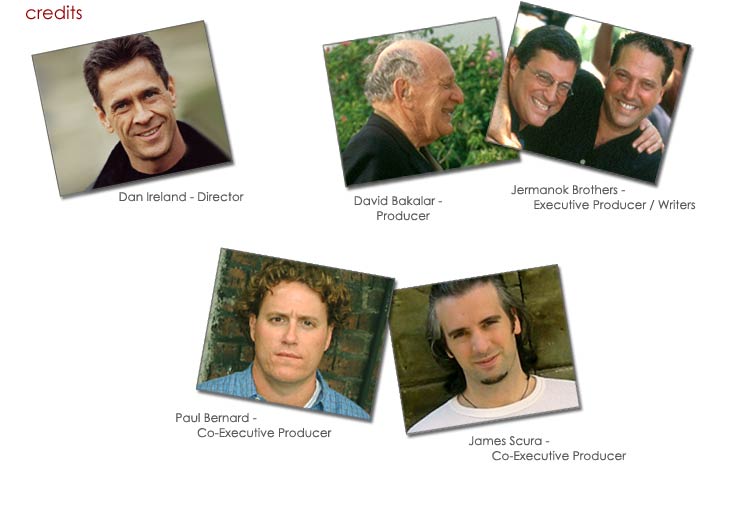 credits
Dan Ireland - Director
David Bakalar -
Producer
Jermanok Brothers -
Executive Producer / Writers
Paul Bernard -
Co-Executive Producer
James Scura -
Co-Executive Producer